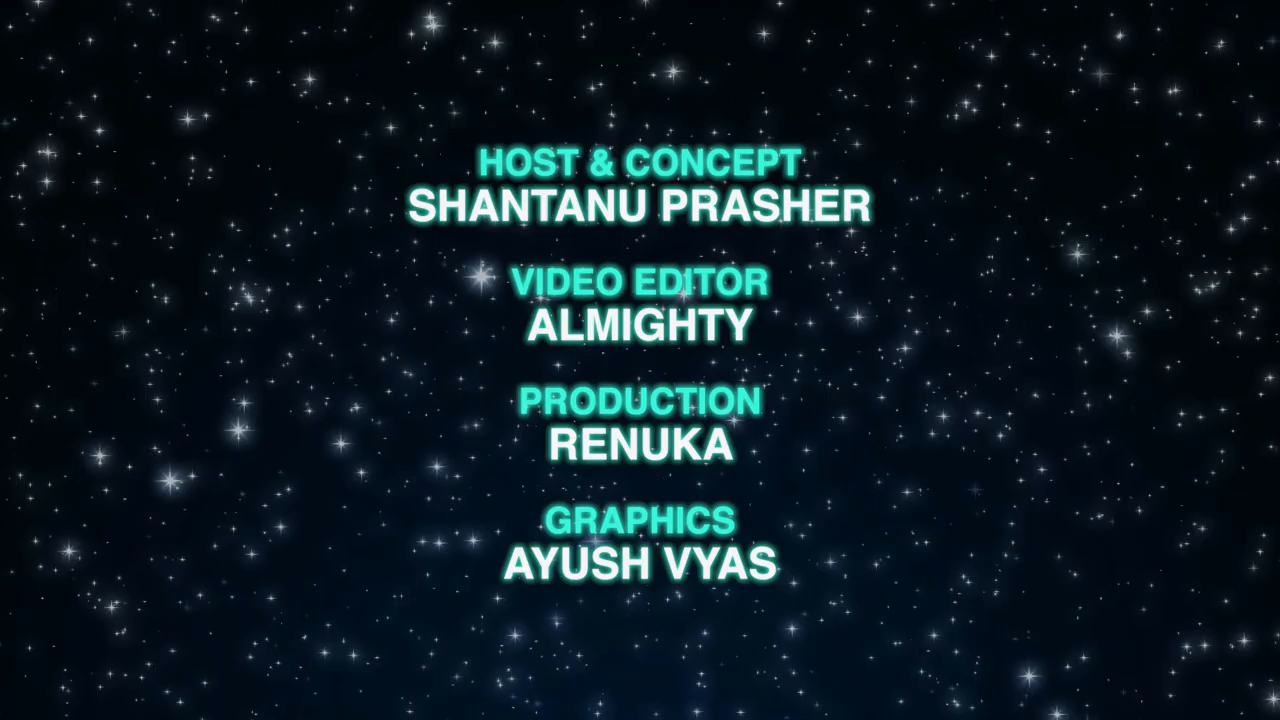 HOST & CONCEPT
SHANTANU PRASHER
VIDEO EDITOR
ALMIGHTY
PRODUCTION
RENUKA
GRAPHICS
AYUSH VYAS